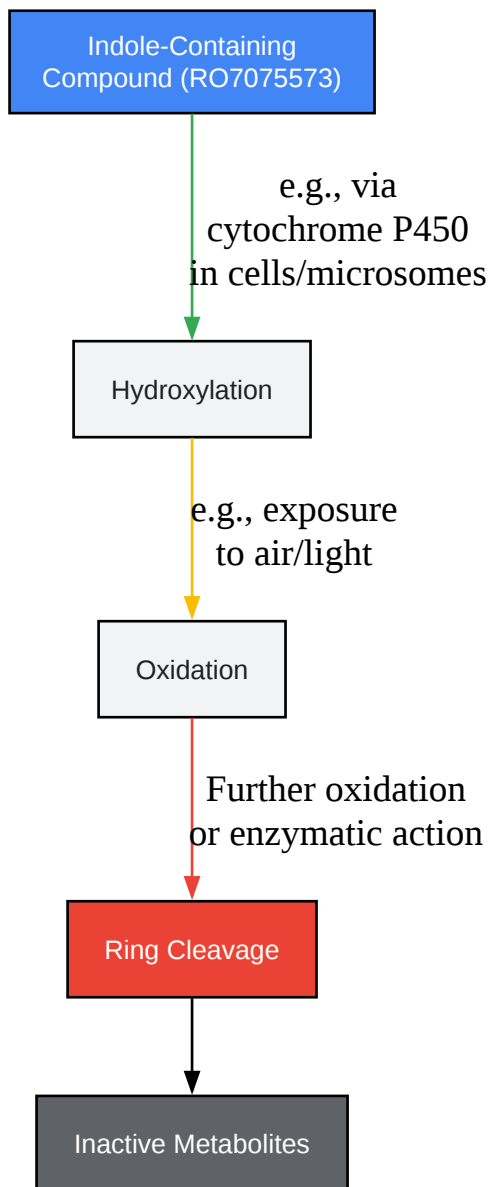 Indole-Containing
Compound (RO7075573)
e.g., via
cytochrome P450
in cells/microsomes
Hydroxylation
e.g., exposure
to air/light
Oxidation
Further oxidation
or enzymatic action
Ring Cleavage
Inactive Metabolites